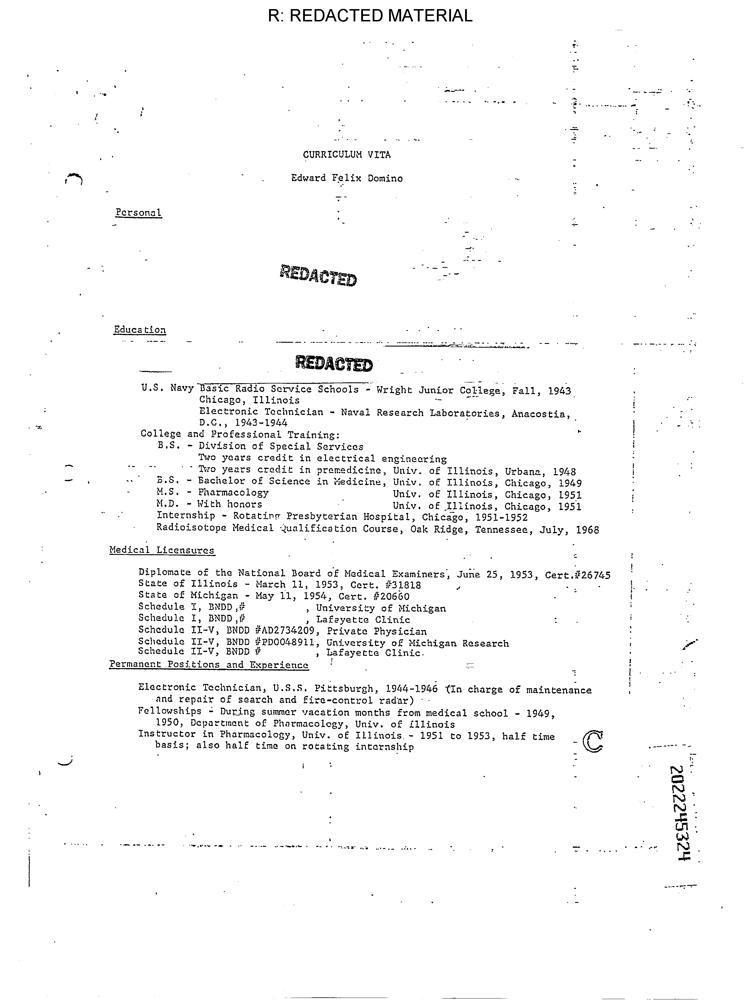 R: REDACTED MATERIAL
CURRICULUM VITA
Edward Felix Domino
Personal
REDACTED
Education
REDACTED
U.S. Navy Basic Radio Service Schools - Wright Junior College, Fall, 1943
Chicago, Illinois
Electronic Technician - Naval Research Laboratories, Anacostia,
D.C., 1943-1944
College and Professional Training:
B.S. - Division of Special Services
Two years credit in electrical engineering
Two years credit in premedicine, Univ. of Illinois, Urbana, 1948
B.S. - Bachelor of Science in Medicine, Univ. of Illinois, Chicago, 1949
M.S. - Pharmacology Univ. of Illinois, Chicago, 1951
M.D. - With honors Univ. of Illinois, Chicago, 1951
Internship - Rotating Presbyterian Hospital, Chicago, 1951-1952
Radioisotope Medical Qualification Course, Oak Ridge, Tennessee, July, 1968
Medical Licensures
Diplomate of the National Board of Medical Examiners, June 25, 1953, Cert.#26745
State of Illinois - March 11, 1953, Cert. #31818
State of Michigan - May 11, 1954, Cert. #20660
Schedule I, BNDD,# , University of Michigan
Schedule I, BNDD,# , Lafayette Clinic
Schedule II-V, BNDD #AD2734209, Private Physician
Schedule II-V, BNDD #PD0048911, University of Michigan Research
Schedule II-V, BNDD # , Lafayette Clinic.
Permanent Positions and Experience
Electronic Technician, U.S.S. Pittsburgh, 1944-1946 (In charge of maintenance
and repair of search and fire-control radar)
Fellowships - During summer vacation months from medical school - 1949,
1950, Department of Pharmacology, Univ. of Illinois
Instructor in Pharmacology, Univ. of Illinois - 1951 to 1953, half time
basis; also half time on rotating internship
C
2022245324